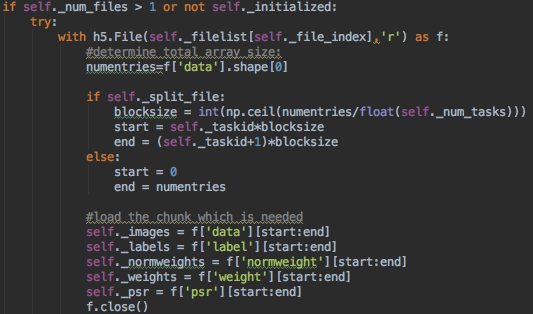 if self._num_files > 1 or not self._initialized:
    try:
        with h5.File(self._filelist[self._file_index],'r') as f:
            #determine total array size:
            numentries=f['data'].shape[0]

            if self._split_file:
                blocksize = int(np.ceil(numentries/float(self._num_tasks)))
                start = self._taskid*blocksize
                end = (self._taskid+1)*blocksize
            else:
                start = 0
                end = numentries

            #load the chunk which is needed
            self._images = f['data'][start:end]
            self._labels = f['label'][start:end]
            self._normweights = f['normweight'][start:end]
            self._weights = f['weight'][start:end]
            self._psr = f['psr'][start:end]
            f.close()